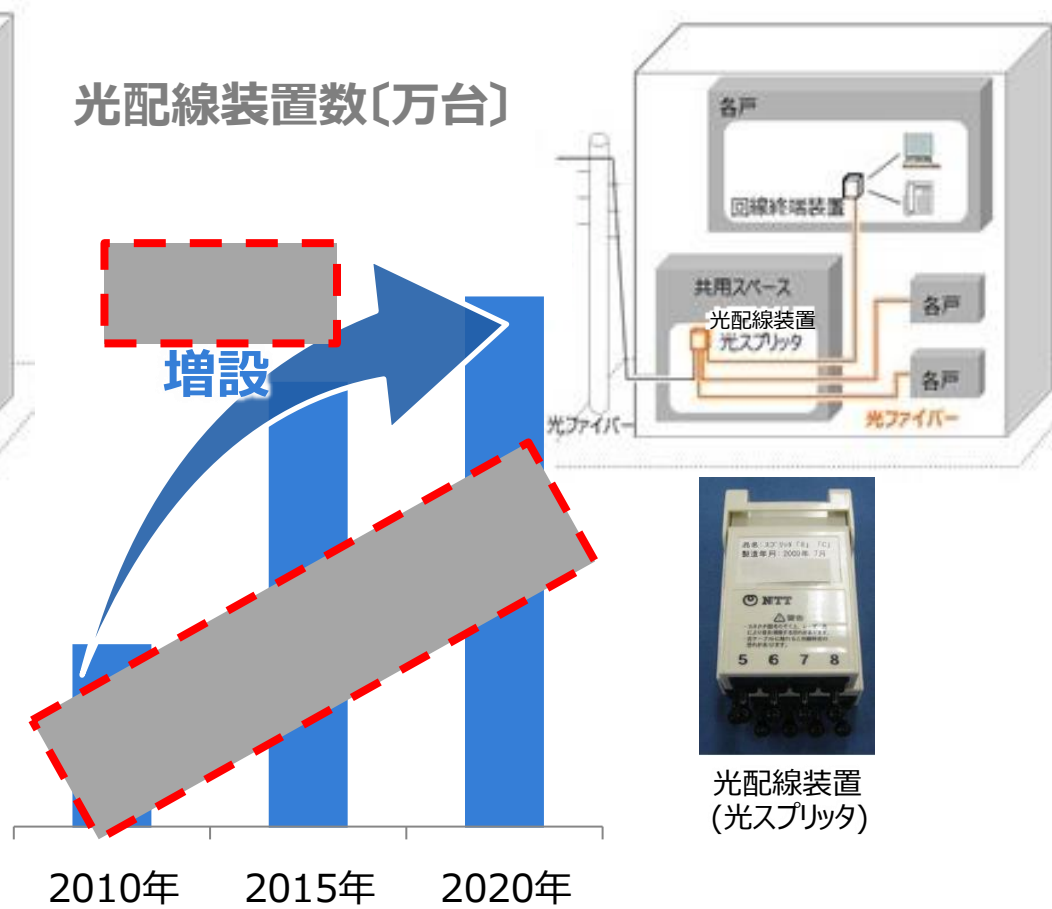 光配線装置数〔万台〕
増設
2010年
2015年
2020年
各戸
回線終端装置
共用スペース
光配線装置
光スプリッタ
各戸
各戸
光ファイバー
光ファイバー
NTT
警告
5 6 7 8
光配線装置
(光スプリッタ)